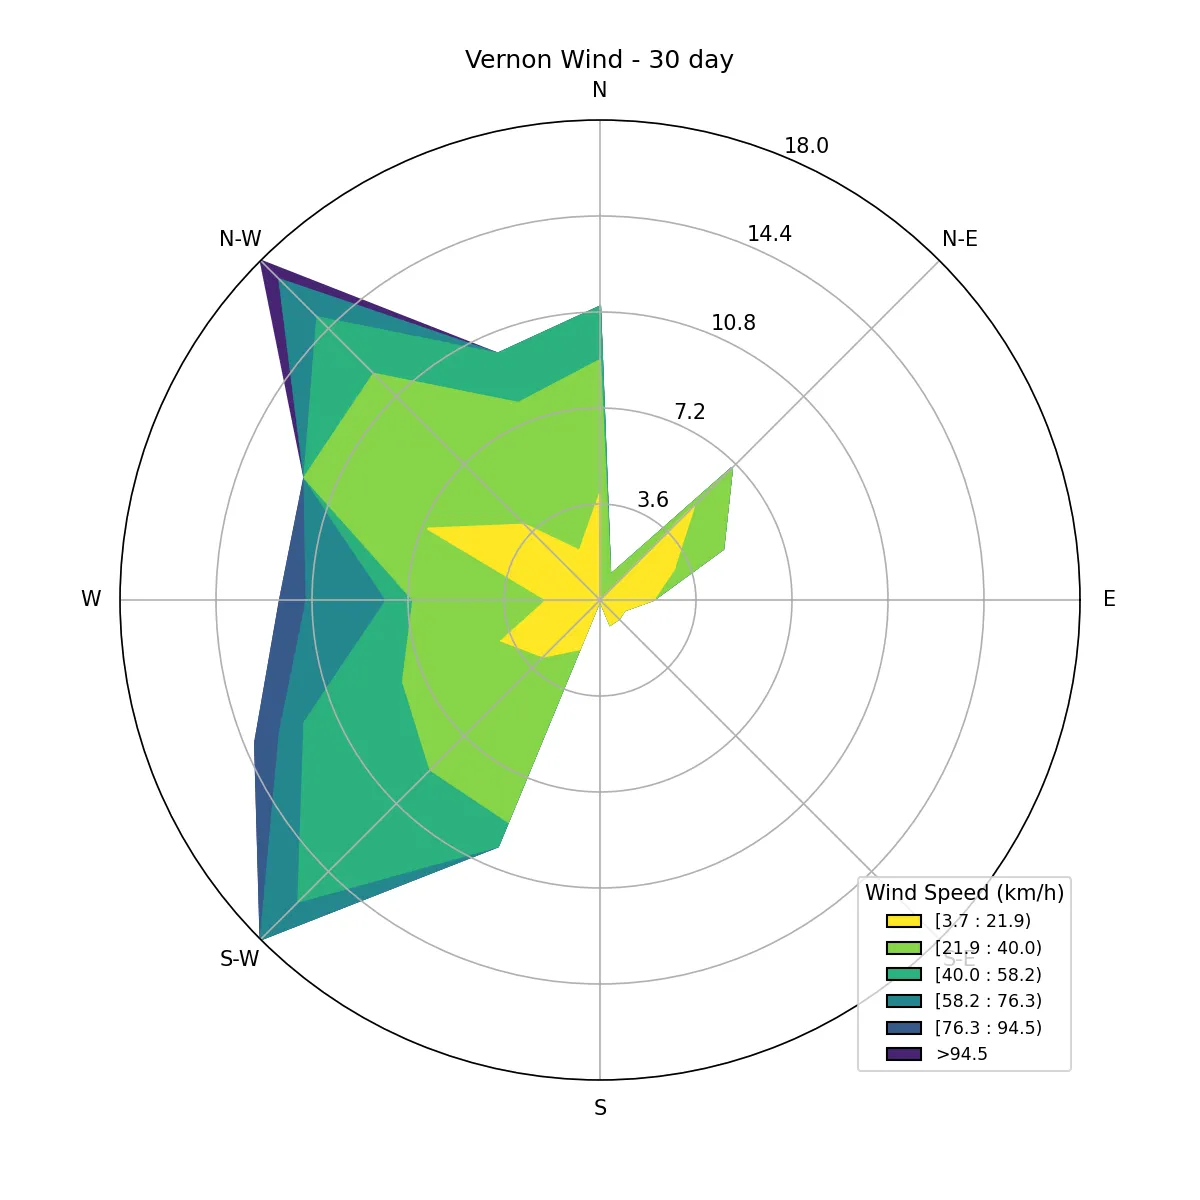 Vernon Wind - 30 day
N
18.0
14.4
N-W
N-E
10.8
7.2
3.6
W
E
S-W
S-E
Wind Speed (km/h)
[3.7 : 21.9)
[21.9 : 40.0)
[40.0 : 58.2)
[58.2 : 76.3)
[76.3 : 94.5)
>94.5
S